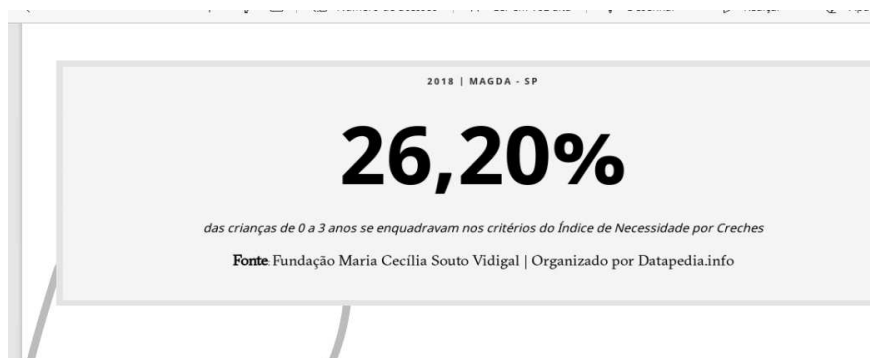 2018 | MAGDA - SP
26,20%
das crianças de 0 a 3 anos se enquadravam nos critérios do Índice de Necessidade por Creches
Fonte: Fundação Maria Cecília Souto Vidigal | Organizado por Datapedia.info